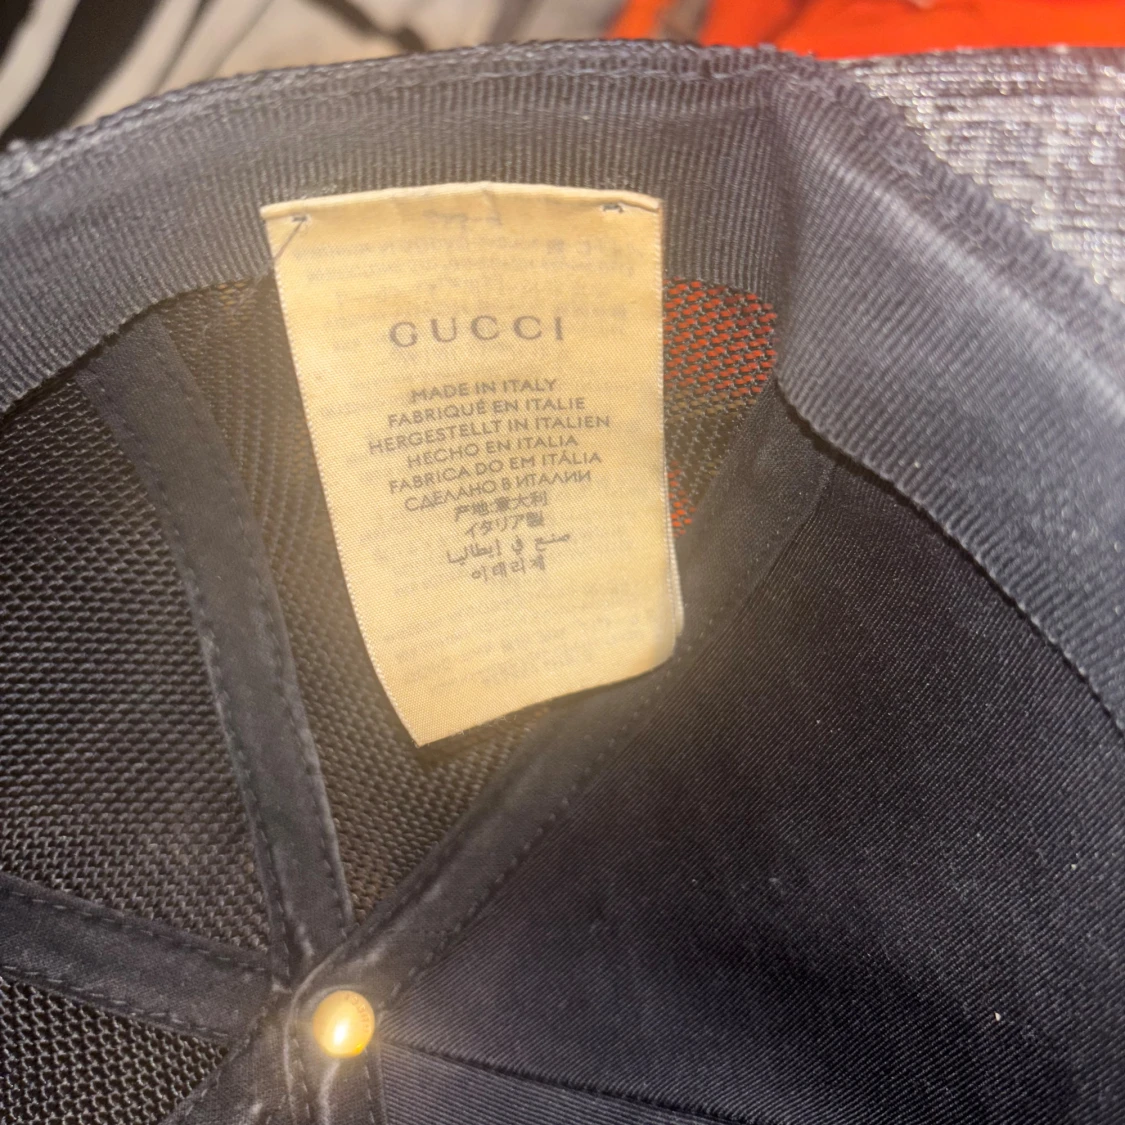 GUCCI
MADE IN ITALY
FABRIQUÉ EN ITALIE
HERGESTELLT IN ITALIEN
HECHO EN ITALIA
FABRICADO EM ITÁLIA
СДЕЛАНО В ИТАЛИИ
产地:意大利
イタリア製
صنع في إيطاليا
이태리제